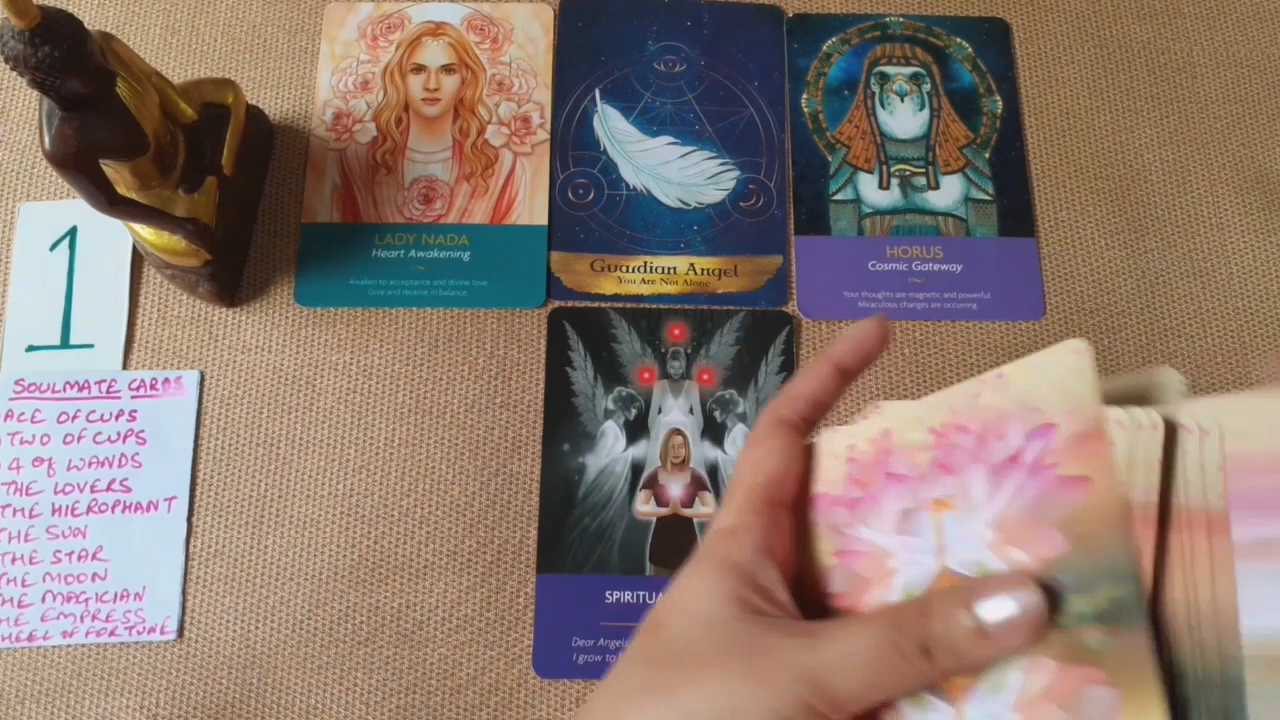 1
SOULMATE CARDS
ACE OF CUPS
TWO OF CUPS
4 of WANDS
THE LOVERS
THE HIEROPHANT
THE SUN
THE STAR
THE MOON
THE MAGICIAN
THE EMPRESS
WHEEL OF FORTUNE
LADY NADA
Heart Awakening
Awaken to acceptance and divine love
Give and receive in balance
Guardian Angel
You Are Not Alone
HORUS
Cosmic Gateway
Your thoughts are magnetic and powerful
Miraculous changes are occurring.
Dear Angels
I grow to